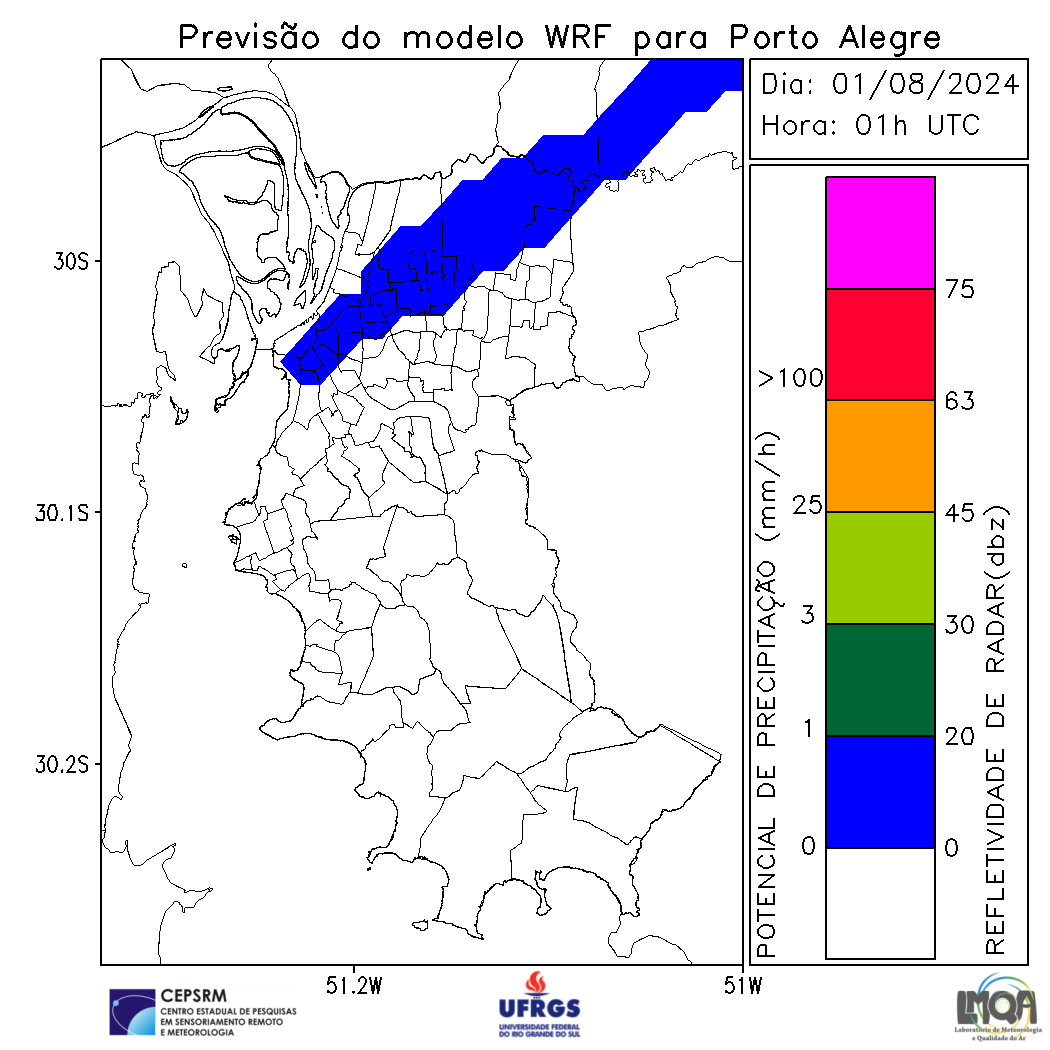 Previsão do modelo WRF para Porto Alegre
Dia: 01/08/2024
Hora: 01h UTC
30S
30.1S
30.2S
51.2W
51W
POTENCIAL DE PRECIPITAÇÃO (mm/h)
>100
25
3
1
0
75
63
45
30
20
0
REFLETIVIDADE DE RADAR(dbz)
CEPSRM
CENTRO ESTADUAL DE PESQUISAS
EM SENSORIAMENTO REMOTO
E METEOROLOGIA
UFRGS
UNIVERSIDADE FEDERAL
DO RIO GRANDE DO SUL
LMQA
Laboratório de Meteorologia
e Qualidade do Ar